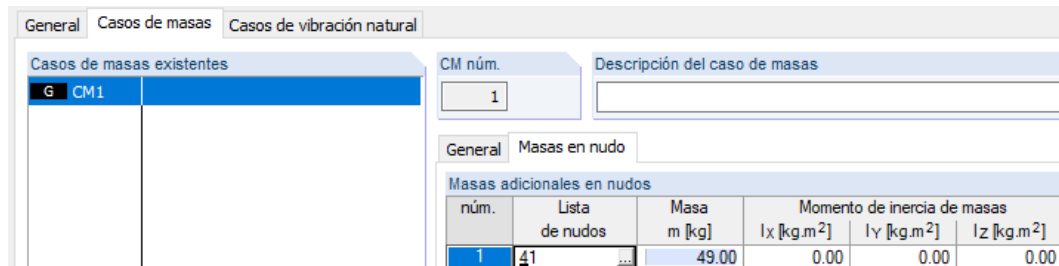 General Casos de masas Casos de vibración natural
Casos de masas existentes CM núm. Descripción del caso de masas
G CM1
1
General Masas en nudo
Masas adicionales en nudos
núm. Lista Masa Momento de inercia de masas
de nudos m [kg] IX [kg.m2] IY [kg.m2] IZ [kg.m2]
1 41 ... 49.00 0.00 0.00 0.00